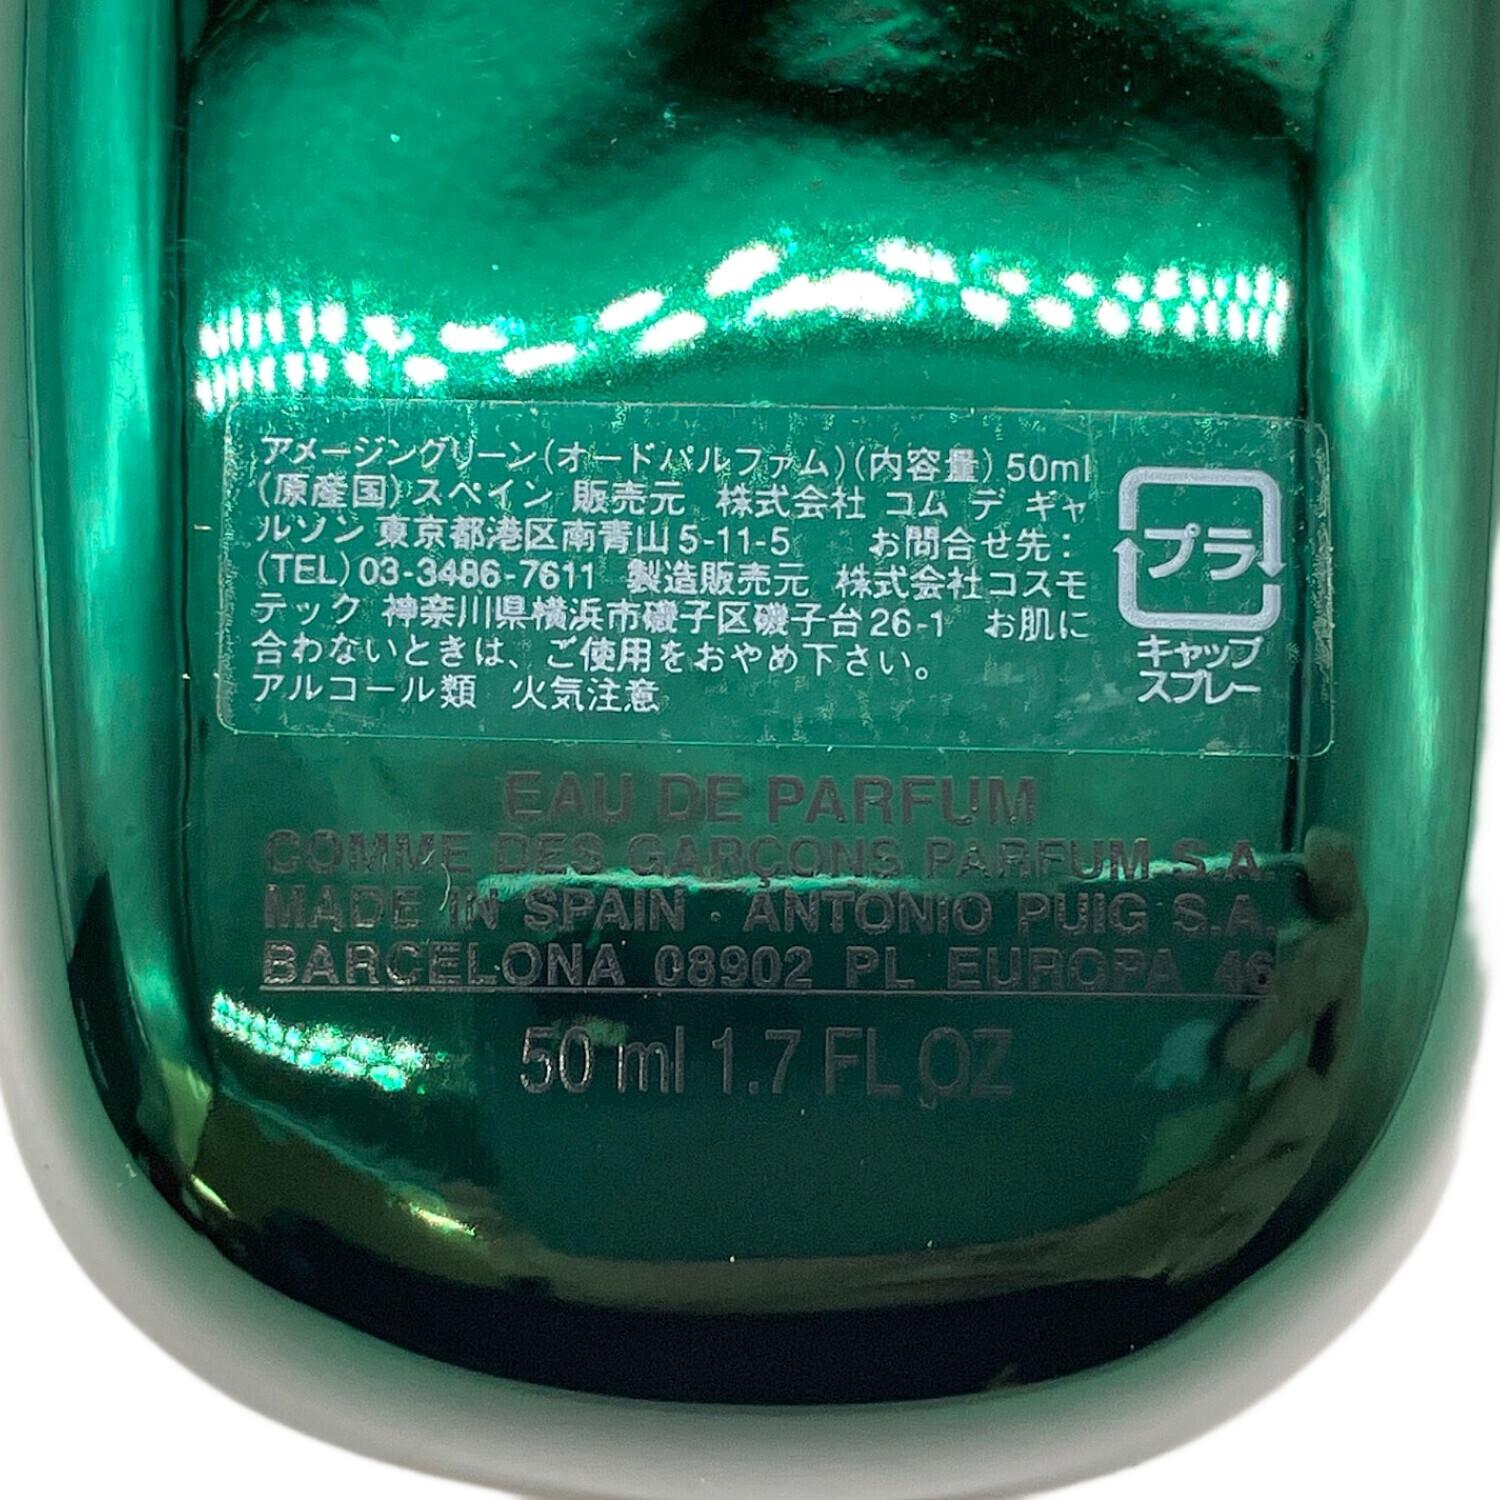 アメージングリーン(オードパルファム)(内容量) 50ml
(原産国) スペイン 販売元 株式会社 コム デ ギャ
ルソン 東京都港区南青山 5-11-5 お問合せ先:
(TEL) 03-3486-7611 製造販売元 株式会社コスモ
テック 神奈川県横浜市磯子区磯子台26-1 お肌に
合わないときは、ご使用をおやめ下さい。
アルコール類 火気注意
プラ
キャップ
スプレー
EAU DE PARFUM
COMME DES GARÇONS PARFUM S.A.
MADE IN SPAIN · ANTONIO PUIG S.A.
BARCELONA 08902 PL EUROPA 46
50 ml 1.7 FL OZ